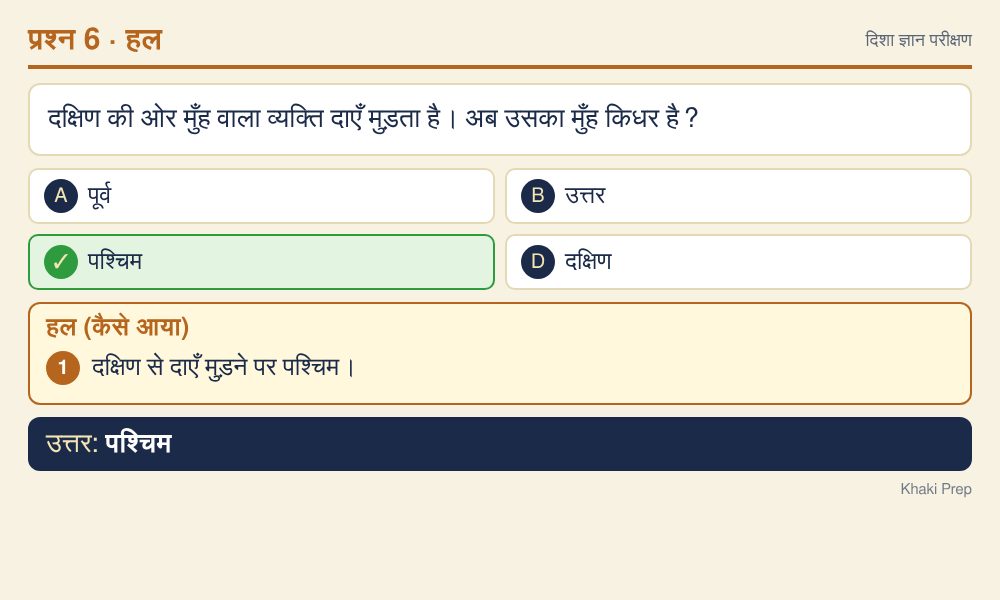 प्रश्न 6 · हल
दिशा ज्ञान परीक्षण
दक्षिण की ओर मुँह वाला व्यक्ति दाएँ मुड़ता है। अब उसका मुँह किधर है?
A पूर्व
B उत्तर
✓ पश्चिम
D दक्षिण
हल (कैसे आया)
1 दक्षिण से दाएँ मुड़ने पर पश्चिम।
उत्तर: पश्चिम
Khaki Prep